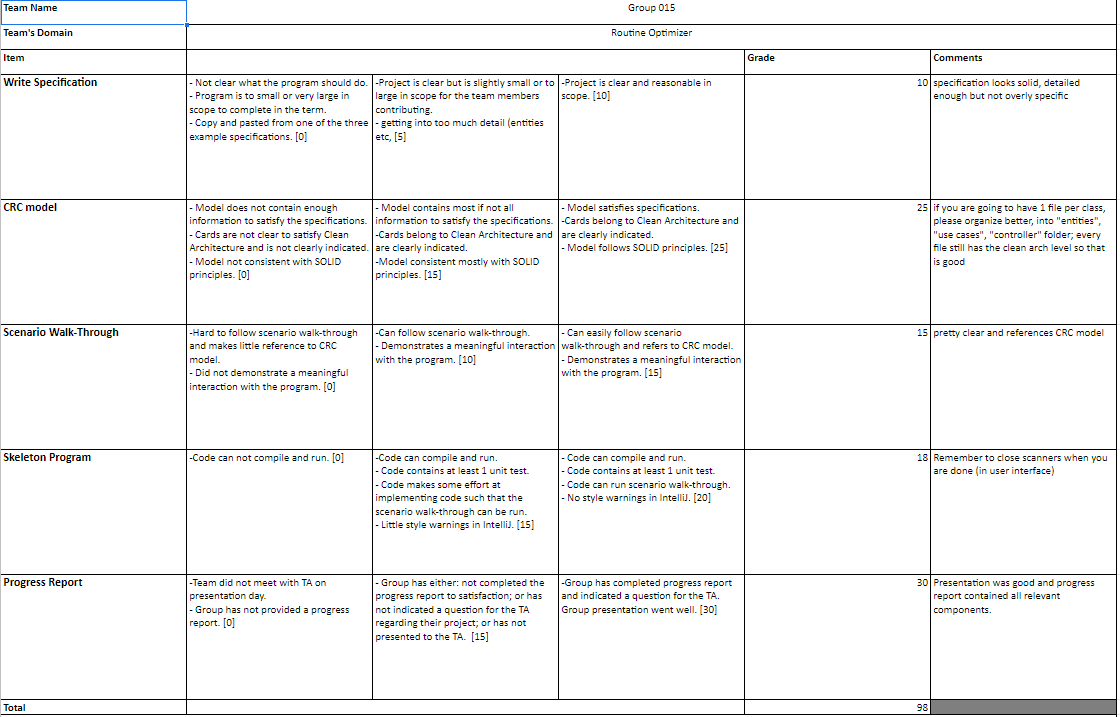 Team Name
Group 015
Team's Domain
Routine Optimizer
Item
Grade
Comments
Write Specification
- Not clear what the program should do.
- Program is to small or very large in
scope to complete in the term.
- Copy and pasted from one of the three
example specifications. [0]
-Project is clear but is slightly small or to
large in scope for the team members
contributing.
- getting into too much detail (entities
etc, [5]
-Project is clear and reasonable in
scope. [10]
10
specification looks solid, detailed
enough but not overly specific
CRC model
- Model does not contain enough
information to satisfy the specifications.
- Cards are not clear to satisfy Clean
Architecture and is not clearly indicated.
- Model not consistent with SOLID
principles. [0]
- Model contains most if not all
information to satisfy the specifications.
-Cards belong to Clean Architecture and
are clearly indicated.
-Model consistent mostly with SOLID
principles. [15]
- Model satisfies specifications.
-Cards belong to Clean Architecture and
are clearly indicated.
- Model follows SOLID principles. [25]
25
if you are going to have 1 file per class,
please organize better, into "entities",
"use cases", "controller" folder; every
file still has the clean arch level so that
is good
Scenario Walk-Through
-Hard to follow scenario walk-through
and makes little reference to CRC
model.
- Did not demonstrate a meaningful
interaction with the program. [0]
-Can follow scenario walk-through.
- Demonstrates a meaningful interaction
with the program. [10]
- Can easily follow scenario
walk-through and refers to CRC model.
- Demonstrates a meaningful interaction
with the program. [15]
15
pretty clear and references CRC model
Skeleton Program
-Code can not compile and run. [0]
-Code can compile and run.
- Code contains at least 1 unit test.
- Code makes some effort at
implementing code such that the
scenario walk-through can be run.
- Little style warnings in IntelliJ. [15]
- Code can compile and run.
- Code contains at least 1 unit test.
- Code can run scenario walk-through.
- No style warnings in IntelliJ. [20]
18
Remember to close scanners when you
are done (in user interface)
Progress Report
-Team did not meet with TA on
presentation day.
- Group has not provided a progress
report. [0]
- Group has either: not completed the
progress report to satisfaction; or has
not indicated a question for the TA
regarding their project; or has not
presented to the TA. [15]
-Group has completed progress report
and indicated a question for the TA.
Group presentation went well. [30]
30
Presentation was good and progress
report contained all relevant
components.
Total
98